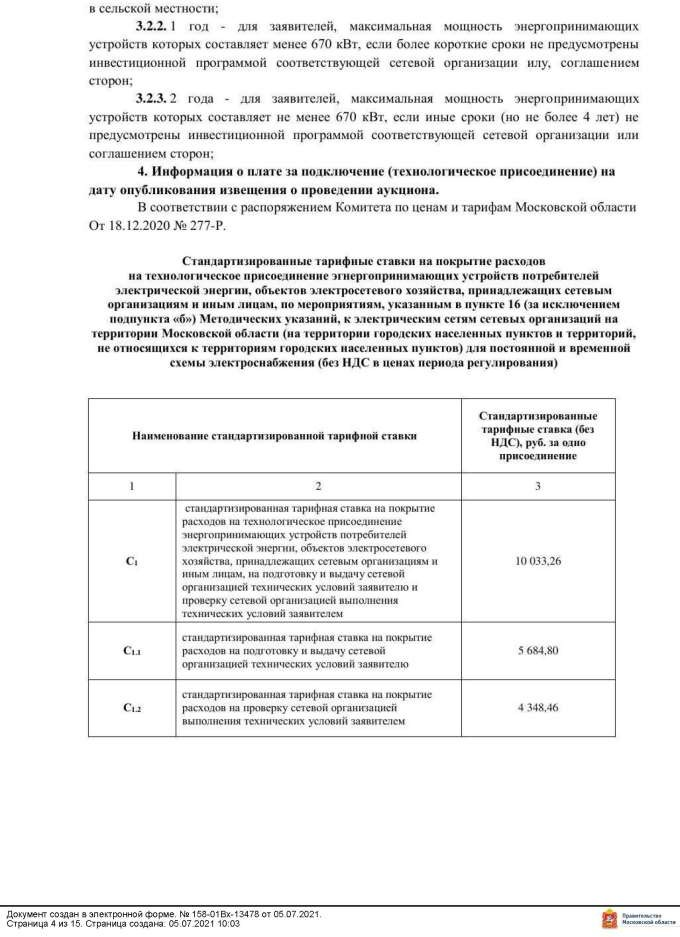 в сельской местности;
3.2.2. 1 год - для заявителей, максимальная мощность энергопринимающих
устройств которых составляет менее 670 кВт, если более короткие сроки не предусмотрены
инвестиционной программой соответствующей сетевой организации илу, соглашением
сторон;
3.2.3. 2 года - для заявителей, максимальная мощность энергопринимающих
устройств которых составляет не менее 670 кВт, если иные сроки (но не более 4 лет) не
предусмотрены инвестиционной программой соответствующей сетевой организации или
соглашением сторон;
4. Информация о плате за подключение (технологическое присоединение) на
дату опубликования извещения о проведении аукциона.
В соответствии с распоряжением Комитета по ценам и тарифам Московской области
От 18.12.2020 № 277-Р.
Стандартизированные тарифные ставки на покрытие расходов
на технологическое присоединение эгнергопринимающих устройств потребителей
электрической энергии, объектов электросетевого хозяйства, принадлежащих сетевым
организациям и иным лицам, по мероприятиям, указанным в пункте 16 (за исключением
подпункта «б») Методических указаний, к электрическим сетям сетевых организаций на
территории Московской области (на территории городских населенных пунктов и территорий,
не относящихся к территориям городских населенных пунктов) для постоянной и временной
схемы электроснабжения (без НДС в ценах периода регулирования)
Наименование стандартизированной тарифной ставки
Стандартизированные
тарифные ставка (без
НДС), руб. за одно
присоединение
1
2
3
С1
стандартизированная тарифная ставка на покрытие
расходов на технологическое присоединение
энергопринимающих устройств потребителей
электрической энергии, объектов электросетевого
хозяйства, принадлежащих сетевым организациям и
иным лицам, на подготовку и выдачу сетевой
организацией технических условий заявителю и
проверку сетевой организацией выполнения
технических условий заявителем
10 033,26
С1.1
стандартизированная тарифная ставка на покрытие
расходов на подготовку и выдачу сетевой
организацией технических условий заявителю
5 684,80
С1.2
стандартизированная тарифная ставка на покрытие
расходов на проверку сетевой организацией
выполнения технических условий заявителем
4 348,46
Документ создан в электронной форме. № 158-01Вх-13478 от 05.07.2021.
Страница 4 из 15. Страница создана: 05.07.2021 10:03
Правительство
Московской области